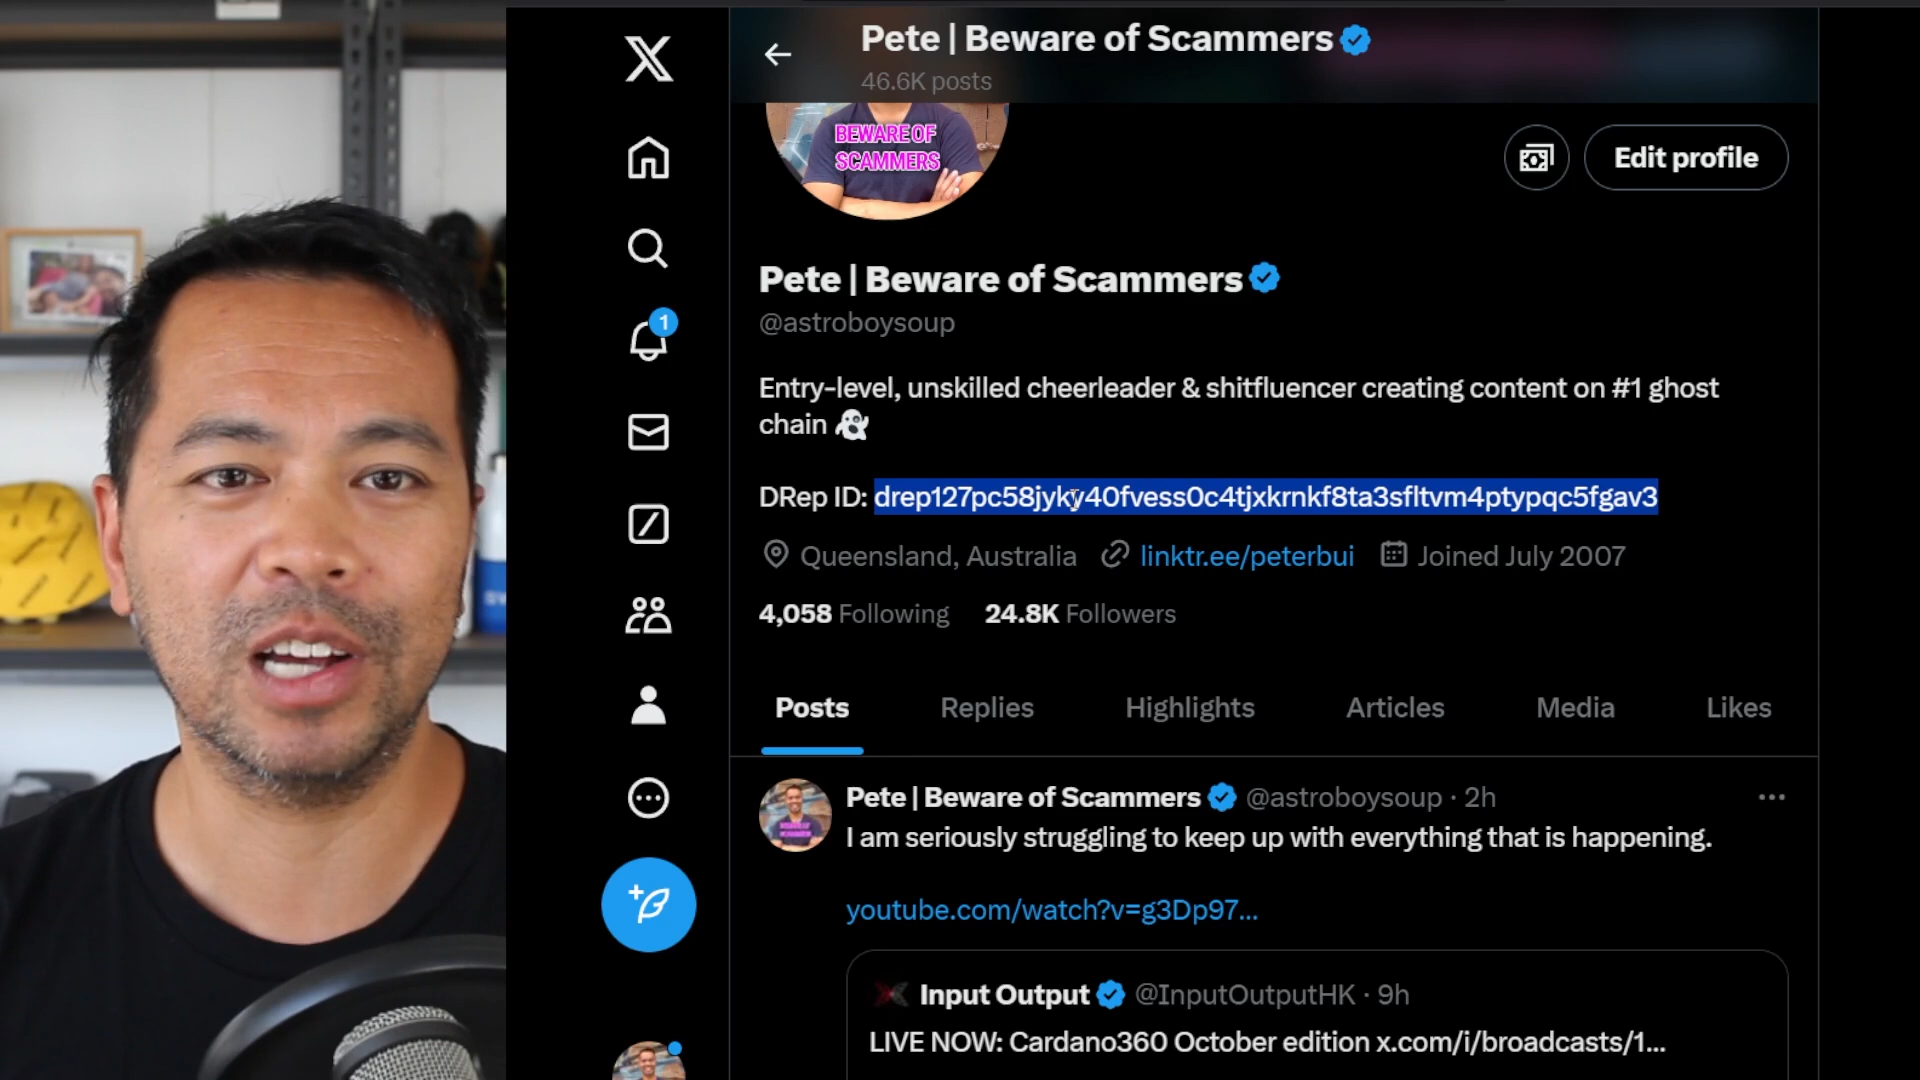 Pete | Beware of Scammers
46.6K posts
BEWARE OF
SCAMMERS
Edit profile
Pete | Beware of Scammers
@astroboysoup
1
Entry-level, unskilled cheerleader & shitfluencer creating content on #1 ghost
chain 👻
DRep ID: drep127pc58jyky40fvess0c4tjxkrnkf8ta3sfltvm4ptypqc5fgav3
Queensland, Australia linktr.ee/peterbui Joined July 2007
4,058 Following 24.8K Followers
Posts Replies Highlights Articles Media Likes
Pete | Beware of Scammers @astroboysoup · 2h
I am seriously struggling to keep up with everything that is happening.
youtube.com/watch?v=g3Dp97...
Input Output @InputOutputHK · 9h
LIVE NOW: Cardano360 October edition x.com/i/broadcasts/1...